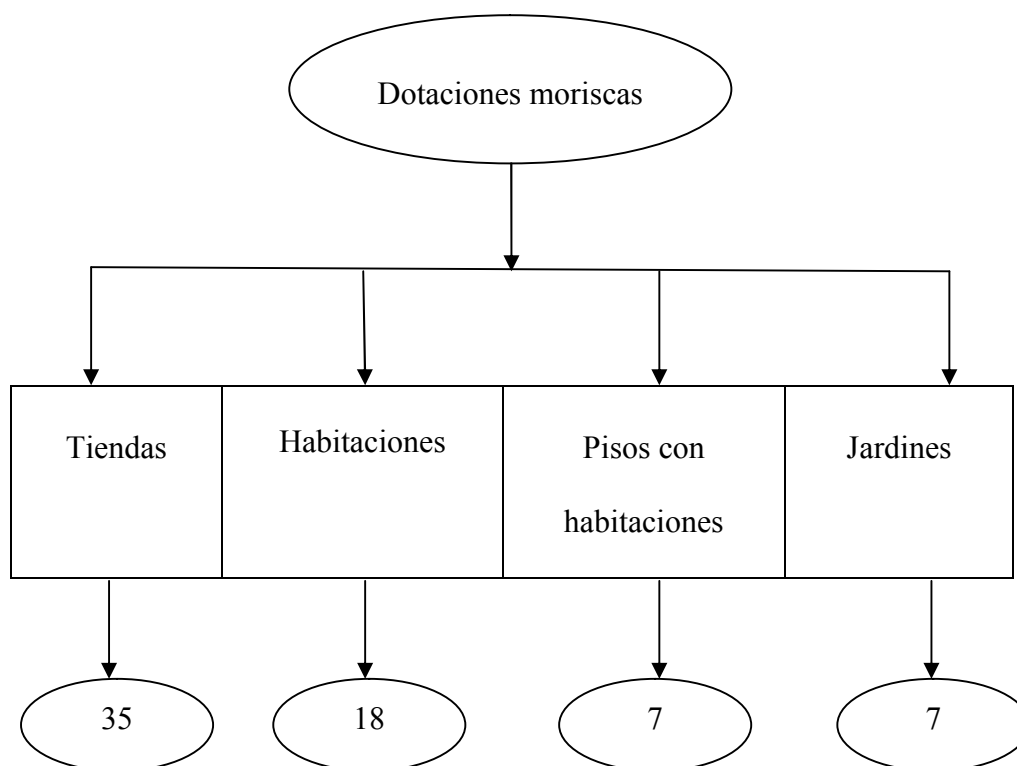 Dotaciones moriscas
Tiendas
Habitaciones
Pisos con
habitaciones
Jardines
35
18
7
7